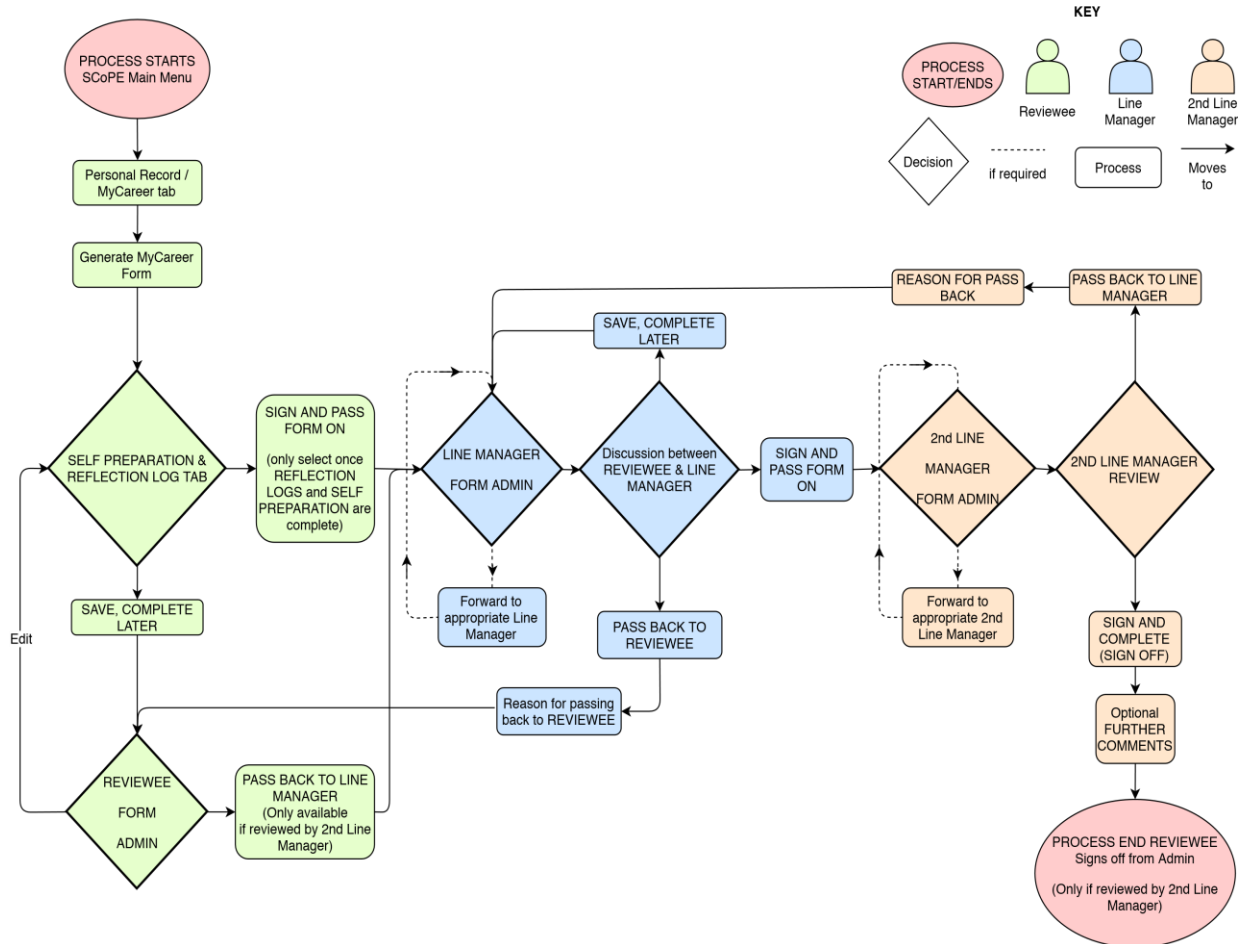 KEY
PROCESS STARTS
SCoPE Main Menu
PROCESS
START/ENDS
Reviewee
Line
Manager
2nd Line
Manager
Decision
if required
Process
Moves
to
Personal Record /
MyCareer tab
Generate MyCareer
Form
SELF PREPARATION &
REFLECTION LOG TAB
SIGN AND PASS
FORM ON
(only select once
REFLECTION
LOGS and SELF
PREPARATION are
complete)
SAVE, COMPLETE
LATER
Edit
REVIEWEE
FORM
ADMIN
PASS BACK TO LINE
MANAGER
(Only available
if reviewed by 2nd Line
Manager)
LINE MANAGER
FORM ADMIN
Forward to
appropriate Line
Manager
SAVE, COMPLETE
LATER
Discussion between
REVIEWEE & LINE
MANAGER
PASS BACK TO
REVIEWEE
Reason for passing
back to REVIEWEE
SIGN AND
PASS FORM
ON
2nd LINE
MANAGER
FORM ADMIN
Forward to
appropriate 2nd
Line Manager
REASON FOR PASS
BACK
PASS BACK TO LINE
MANAGER
2ND LINE MANAGER
REVIEW
SIGN AND
COMPLETE
(SIGN OFF)
Optional
FURTHER
COMMENTS
PROCESS END REVIEWEE
Signs off from Admin
(Only if reviewed by 2nd Line
Manager)